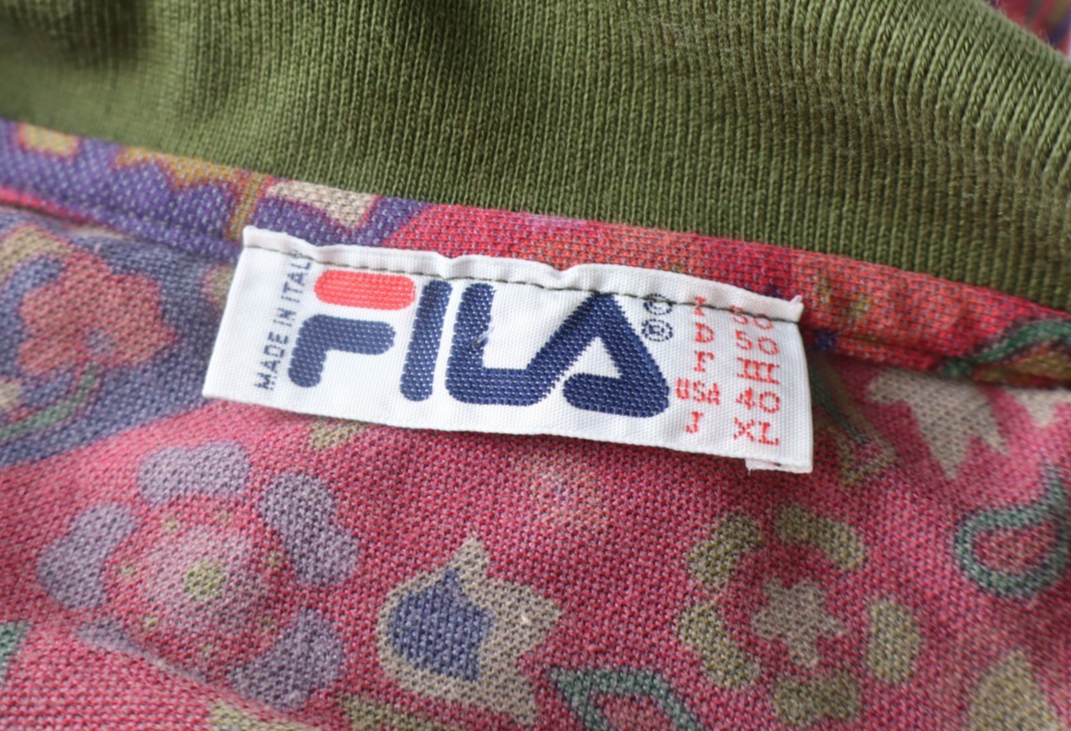 MADE IN ITALY
FILA ®
I 50
D 50
F III
USA 40
J XL